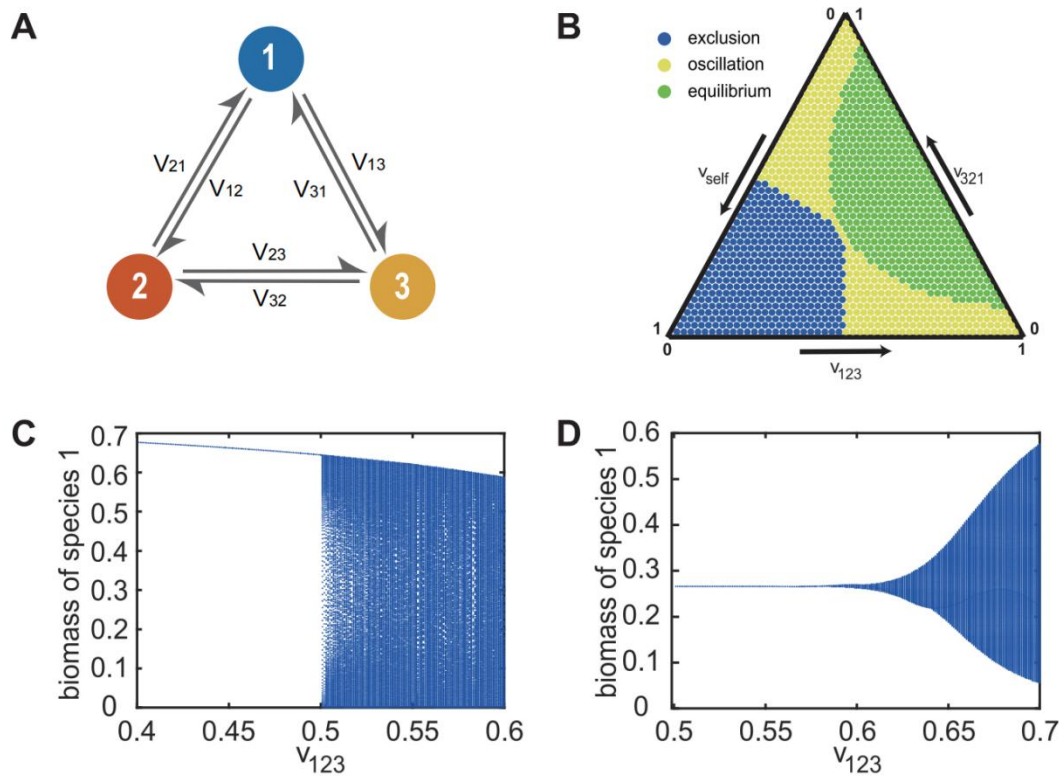 A
1
V21
V12
V31
V13
2
V23
V32
3
B
exclusion
oscillation
equilibrium
0 1
vself
v321
1 0
0 1
v123
C
biomass of species 1
0.7
0.6
0.5
0.4
0.3
0.2
0.1
0
0.4 0.45 0.5 0.55 0.6
v123
D
biomass of species 1
0.6
0.5
0.4
0.3
0.2
0.1
0
0.5 0.55 0.6 0.65 0.7
v123